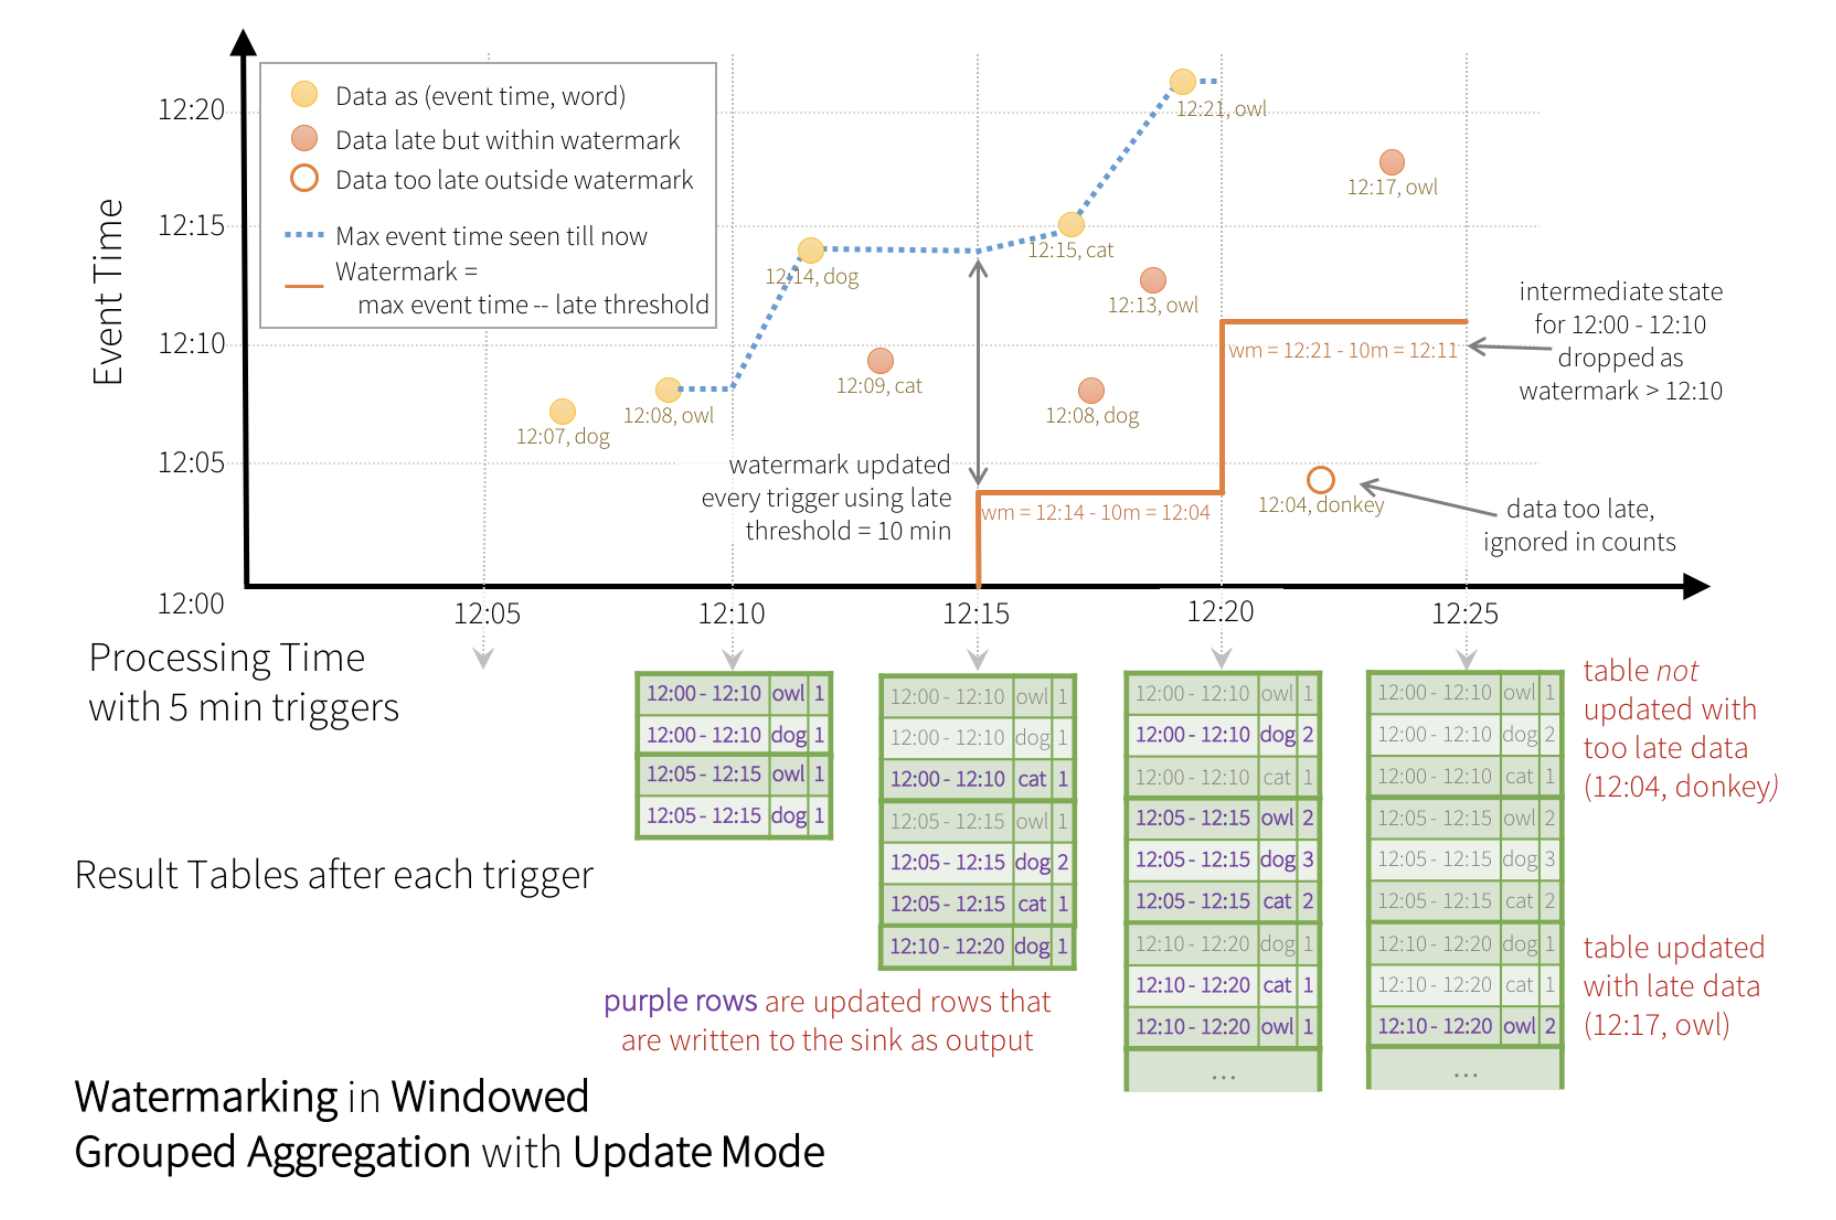 Data as (event time, word)
Data late but within watermark
Data too late outside watermark
Max event time seen till now
Watermark =
max event time -- late threshold
Event Time
12:20
12:15
12:10
12:05
12:00
12:21, owl
12:17, owl
12:15, cat
12:14, dog
12:13, owl
12:09, cat
12:08, owl
12:08, dog
12:07, dog
12:04, donkey
wm = 12:21 - 10m = 12:11
wm = 12:14 - 10m = 12:04
intermediate state
for 12:00 - 12:10
dropped as
watermark > 12:10
watermark updated
every trigger using late
threshold = 10 min
data too late,
ignored in counts
12:05
12:10
12:15
12:20
12:25
Processing Time
with 5 min triggers
Result Tables after each trigger
12:00 - 12:10 owl 1
12:00 - 12:10 dog 1
12:05 - 12:15 owl 1
12:05 - 12:15 dog 1
12:00 - 12:10 owl 1
12:00 - 12:10 dog 1
12:00 - 12:10 cat 1
12:05 - 12:15 owl 1
12:05 - 12:15 dog 2
12:05 - 12:15 cat 1
12:10 - 12:20 dog 1
12:00 - 12:10 owl 1
12:00 - 12:10 dog 2
12:00 - 12:10 cat 1
12:05 - 12:15 owl 2
12:05 - 12:15 dog 3
12:05 - 12:15 cat 2
12:10 - 12:20 dog 1
12:10 - 12:20 cat 1
12:10 - 12:20 owl 1
...
12:00 - 12:10 owl 1
12:00 - 12:10 dog 2
12:00 - 12:10 cat 1
12:05 - 12:15 owl 2
12:05 - 12:15 dog 3
12:05 - 12:15 cat 2
12:10 - 12:20 dog 1
12:10 - 12:20 cat 1
12:10 - 12:20 owl 2
...
table not
updated with
too late data
(12:04, donkey)
table updated
with late data
(12:17, owl)
purple rows are updated rows that
are written to the sink as output
Watermarking in Windowed
Grouped Aggregation with Update Mode